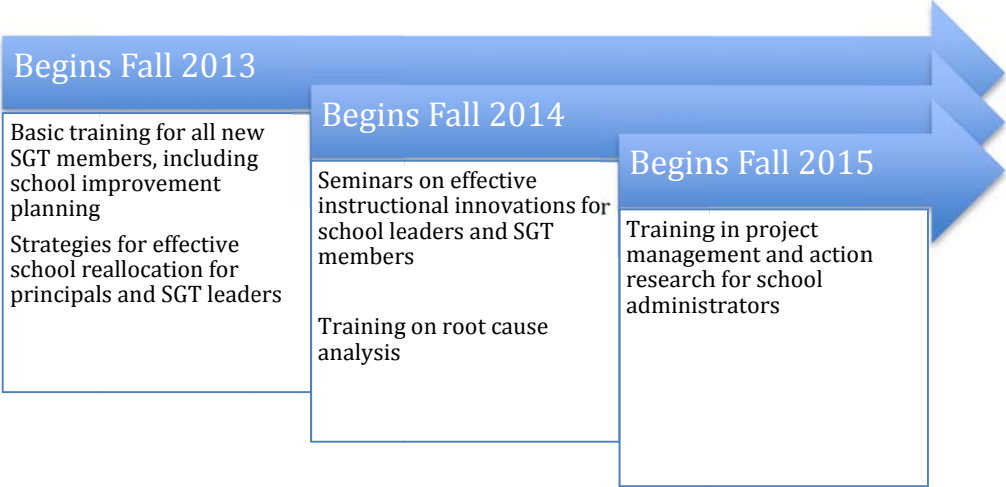 Begins Fall 2013
Basic training for all new
SGT members, including
school improvement
planning
Strategies for effective
school reallocation for
principals and SGT leaders
Begins Fall 2014
Seminars on effective
instructional innovations for
school leaders and SGT
members
Training on root cause
analysis
Begins Fall 2015
Training in project
management and action
research for school
administrators